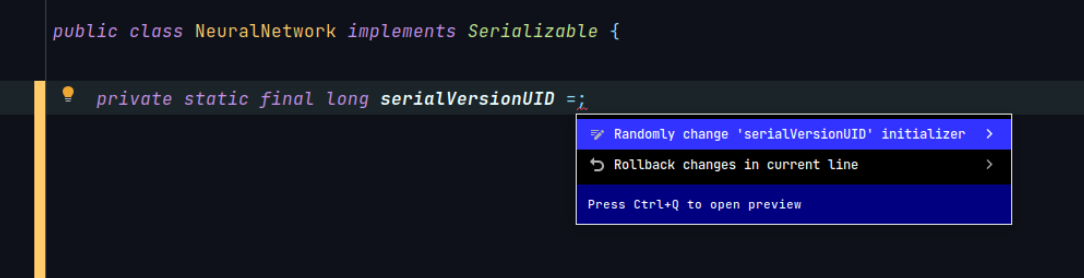 public class NeuralNetwork implements Serializable {
private static final long serialVersionUID =;
Randomly change 'serialVersionUID' initializer
Rollback changes in current line
Press Ctrl+Q to open preview